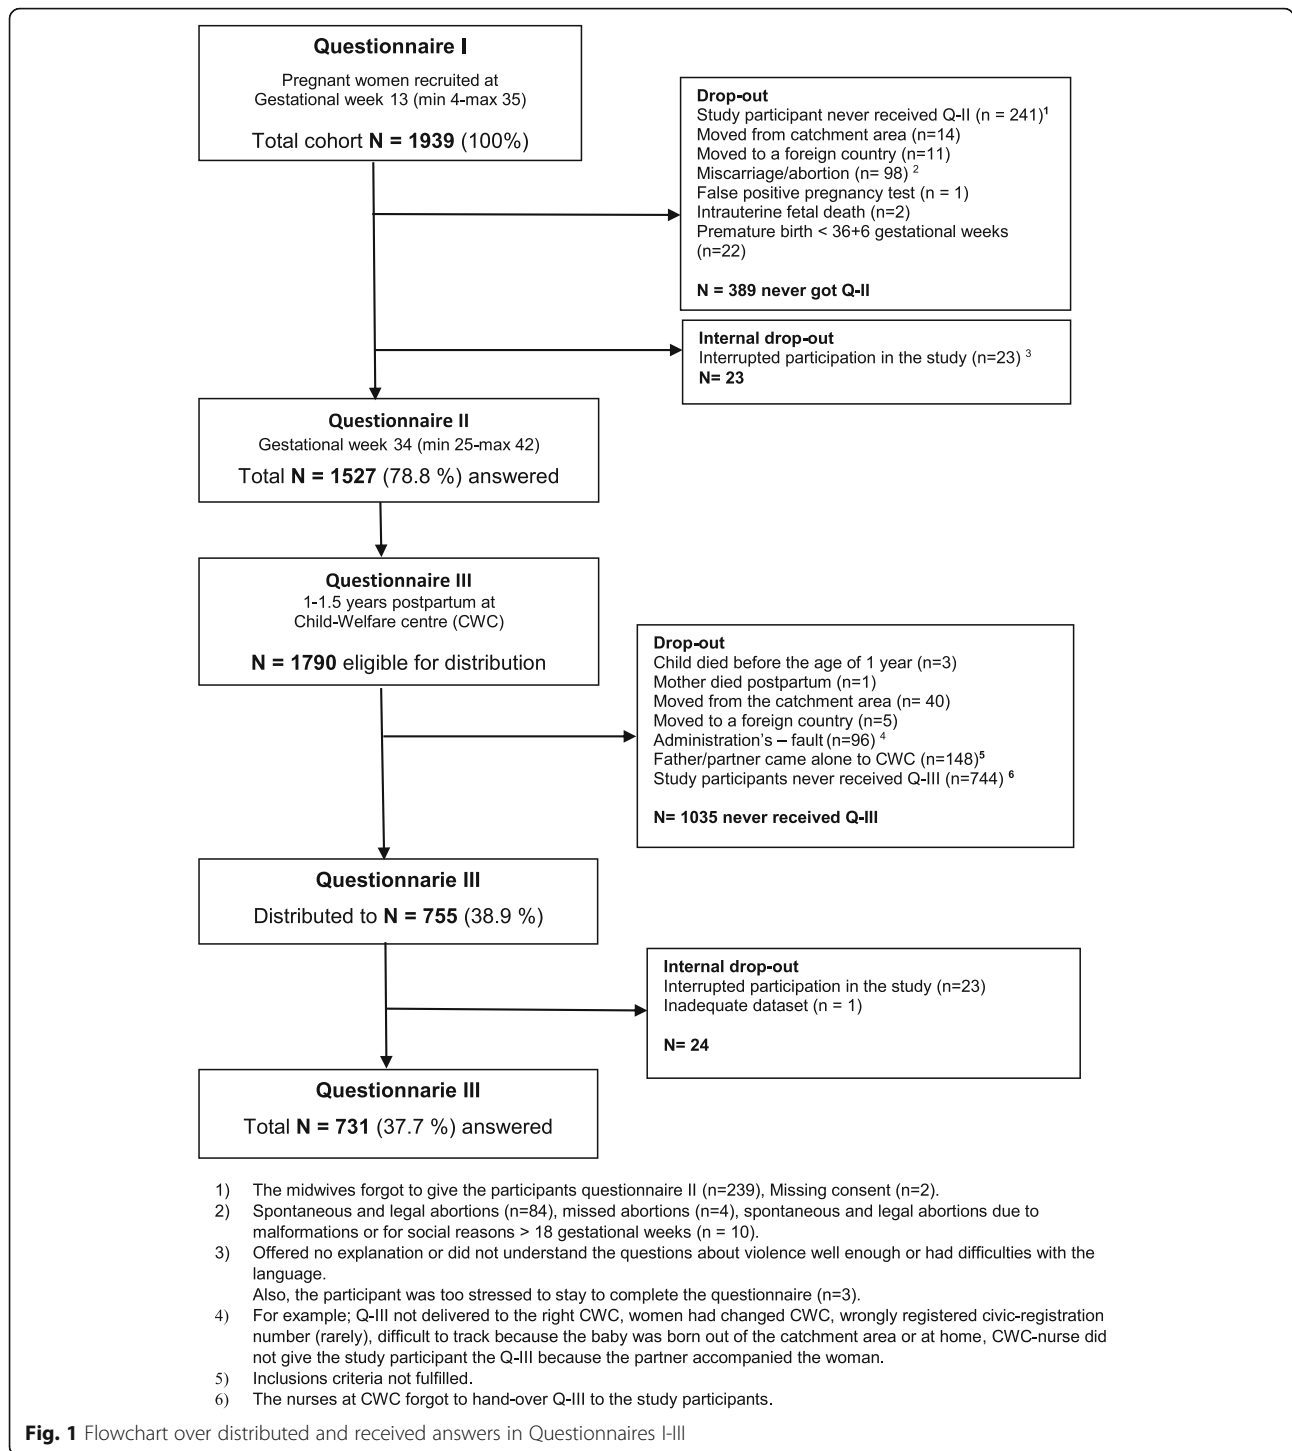 Questionnaire I
Pregnant women recruited at
Gestational week 13 (min 4-max 35)
Total cohort N = 1939 (100%)
Drop-out
Study participant never received Q-II (n = 241)1
Moved from catchment area (n=14)
Moved to a foreign country (n=11)
Miscarriage/abortion (n= 98) 2
False positive pregnancy test (n = 1)
Intrauterine fetal death (n=2)
Premature birth < 36+6 gestational weeks
(n=22)
N = 389 never got Q-II
Internal drop-out
Interrupted participation in the study (n=23) 3
N= 23
Questionnaire II
Gestational week 34 (min 25-max 42)
Total N = 1527 (78.8 %) answered
Questionnaire III
1-1.5 years postpartum at
Child-Welfare centre (CWC)
N = 1790 eligible for distribution
Drop-out
Child died before the age of 1 year (n=3)
Mother died postpartum (n=1)
Moved from the catchment area (n= 40)
Moved to a foreign country (n=5)
Administration's – fault (n=96) 4
Father/partner came alone to CWC (n=148)5
Study participants never received Q-III (n=744) 6
N= 1035 never received Q-III
Questionnarie III
Distributed to N = 755 (38.9 %)
Internal drop-out
Interrupted participation in the study (n=23)
Inadequate dataset (n = 1)
N= 24
Questionnarie III
Total N = 731 (37.7 %) answered
1) The midwives forgot to give the participants questionnaire II (n=239), Missing consent (n=2).
2) Spontaneous and legal abortions (n=84), missed abortions (n=4), spontaneous and legal abortions due to
malformations or for social reasons > 18 gestational weeks (n = 10).
3) Offered no explanation or did not understand the questions about violence well enough or had difficulties with the
language.
Also, the participant was too stressed to stay to complete the questionnaire (n=3).
4) For example; Q-III not delivered to the right CWC, women had changed CWC, wrongly registered civic-registration
number (rarely), difficult to track because the baby was born out of the catchment area or at home, CWC-nurse did
not give the study participant the Q-III because the partner accompanied the woman.
5) Inclusions criteria not fulfilled.
6) The nurses at CWC forgot to hand-over Q-III to the study participants.
Fig. 1 Flowchart over distributed and received answers in Questionnaires I-III